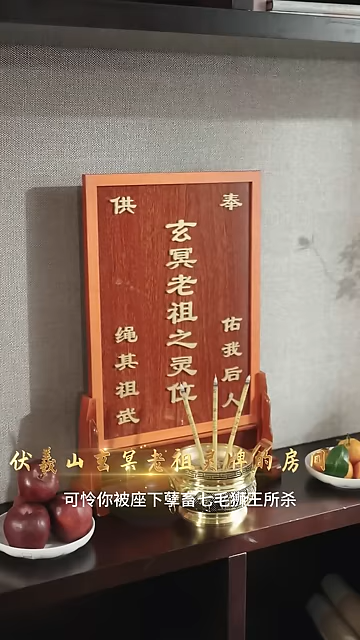 奉
供
玄冥老祖之灵位
佑我后人
绳其祖武
伏羲山玄冥老祖灵牌的房间
可怜你被座下孽畜七毛狮王所杀